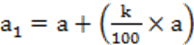 a₁ = a + (k/100 × a)